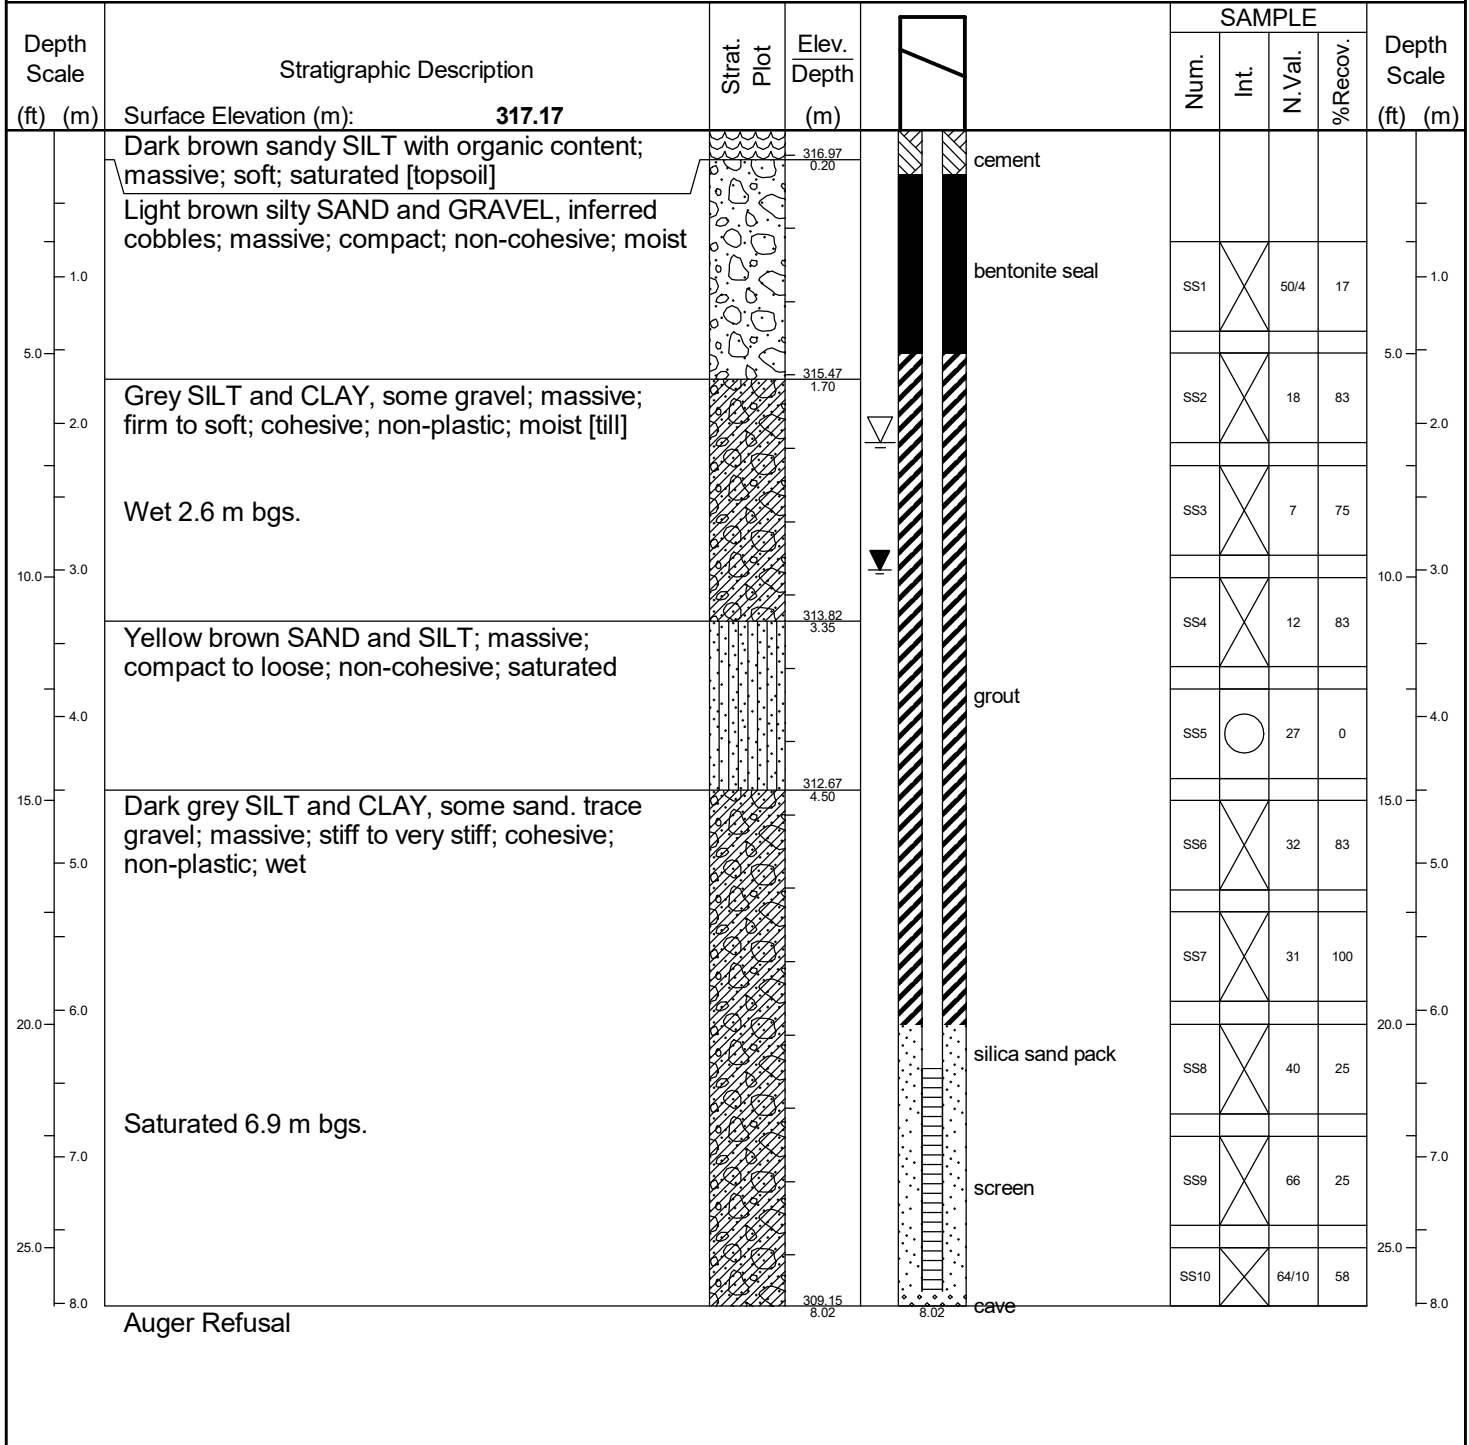 SAMPLE
Depth
Scale
(ft) (m)
Stratigraphic Description
Surface Elevation (m): 317.17
Strat.
Plot
Elev.
Depth
(m)
Num.
Int.
N.Val.
%Recov.
Depth
Scale
(ft) (m)
Dark brown sandy SILT with organic content;
massive; soft; saturated [topsoil]
316.97
0.20
cement
Light brown silty SAND and GRAVEL, inferred
cobbles; massive; compact; non-cohesive; moist
1.0
bentonite seal
SS1 50/4 17
1.0
5.0
5.0
315.47
1.70
Grey SILT and CLAY, some gravel; massive;
firm to soft; cohesive; non-plastic; moist [till]
SS2 18 83
2.0
2.0
Wet 2.6 m bgs.
SS3 7 75
3.0
3.0
10.0
10.0
313.82
3.35
SS4 12 83
Yellow brown SAND and SILT; massive;
compact to loose; non-cohesive; saturated
grout
4.0
4.0
SS5 27 0
312.67
4.50
15.0
15.0
Dark grey SILT and CLAY, some sand. trace
gravel; massive; stiff to very stiff; cohesive;
non-plastic; wet
SS6 32 83
5.0
5.0
SS7 31 100
6.0
6.0
20.0
20.0
silica sand pack
SS8 40 25
Saturated 6.9 m bgs.
7.0
7.0
screen
SS9 66 25
25.0
25.0
SS10 64/10 58
8.0
8.0
309.15
8.02
8.02
cave
Auger Refusal